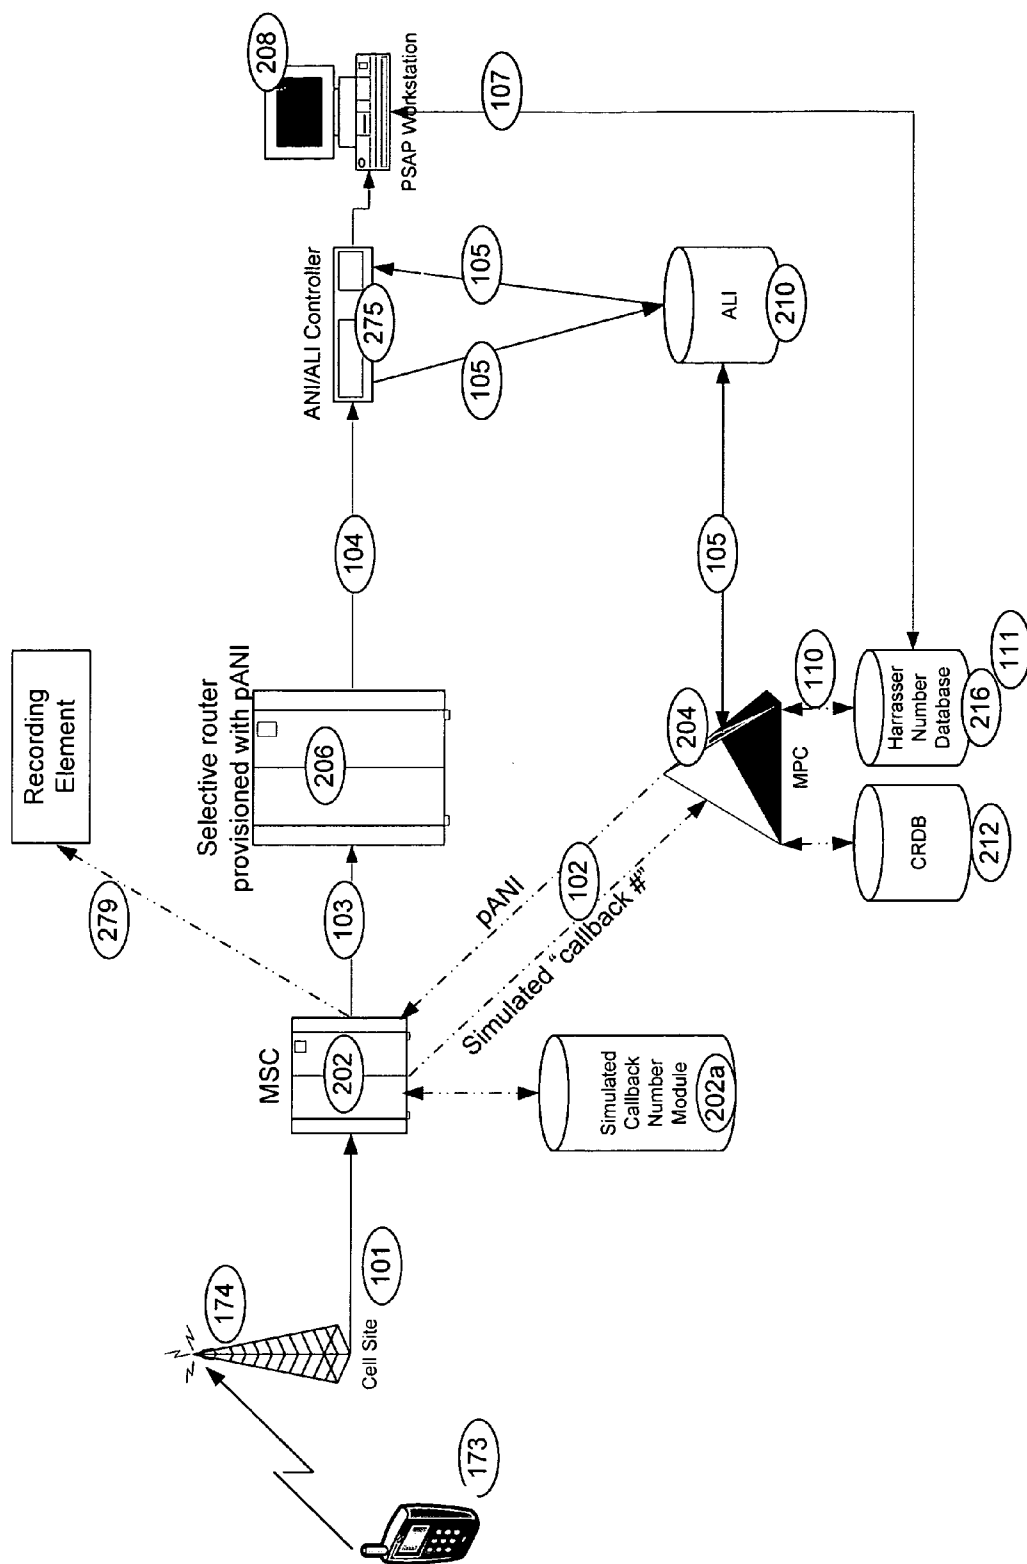 208
PSAP Workstation
107
ANI/ALI Controller
275
105
105
ALI
210
104
105
Recording
Element
Selective router
provisioned with pANI
206
204
MPC
110
Harrasser
Number
Database
216
111
CRDB
212
279
103
pANI
102
Simulated "callback #"
MSC
202
Simulated
Callback
Number
Module
202a
174
101
Cell Site
173